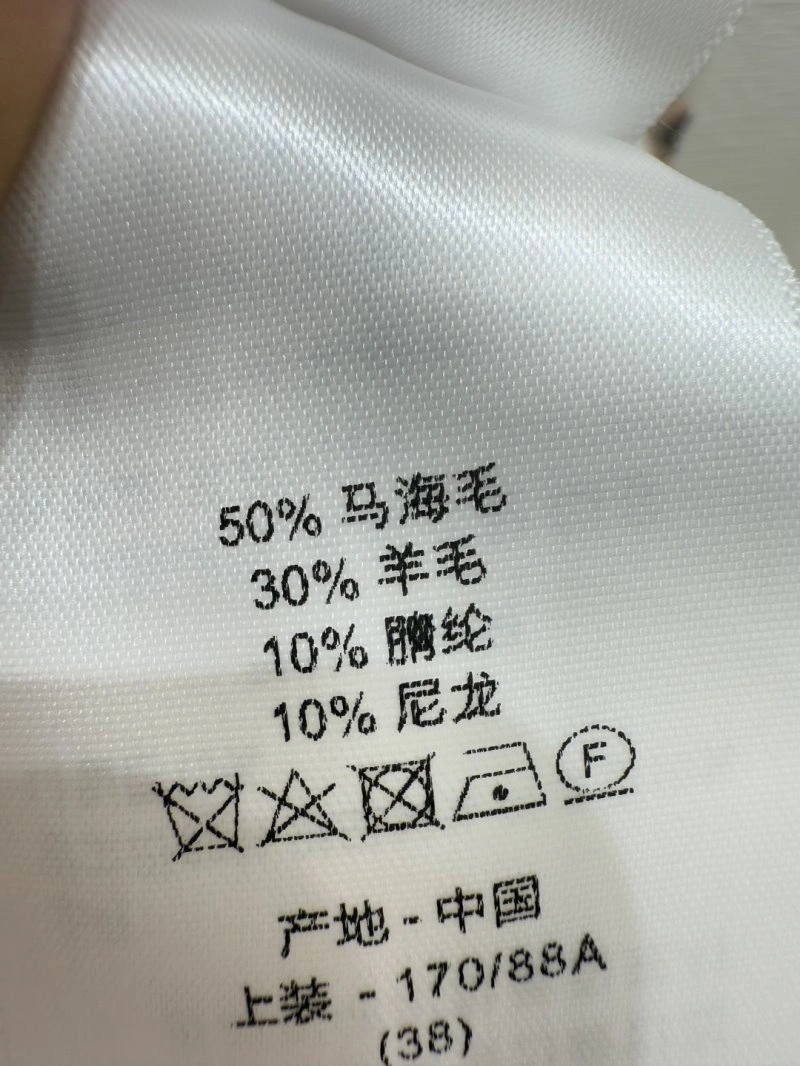 50% 马海毛
30% 羊毛
10% 腈纶
10% 尼龙
F
产地 - 中国
上装 - 170/88A
(38)